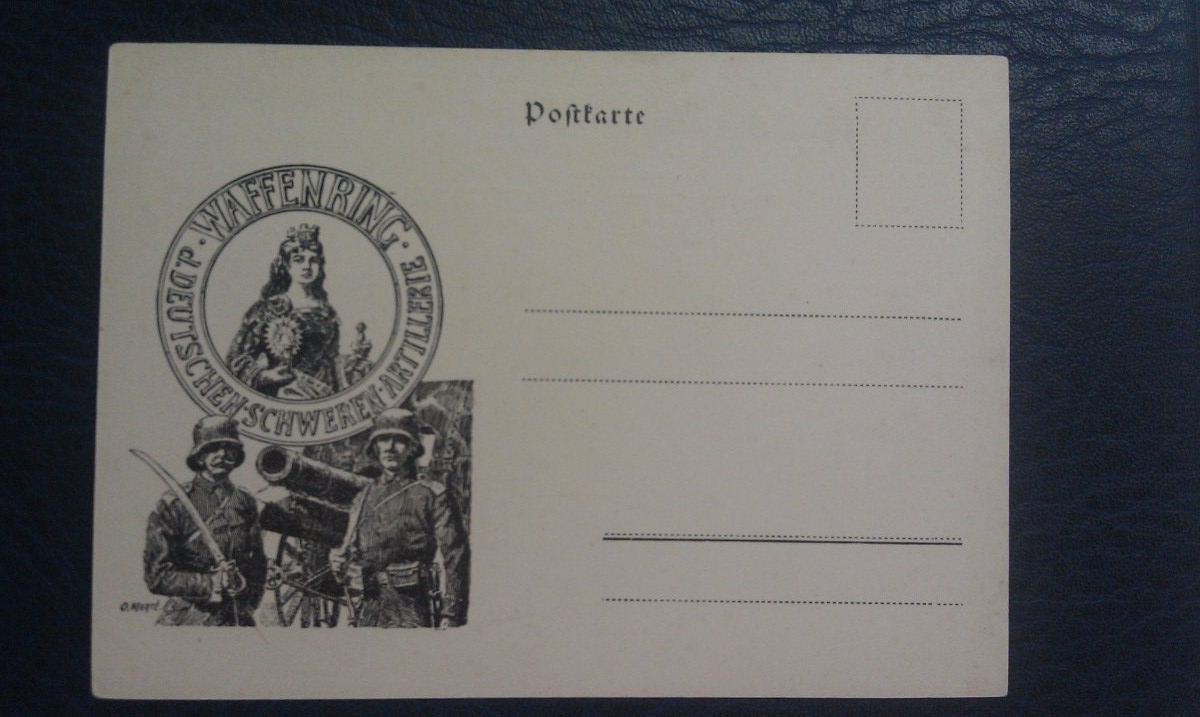 Postkarte
· WAFFENRING ·
d. DEUTSCHEN · SCHWEREN · ARTILLERIE